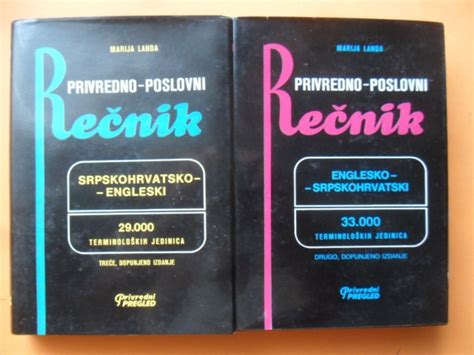 MARIJA LANDA
PRIVREDNO-POSLOVNI
Rečnik
SRPSKOHRVATSKO-
-ENGLESKI
29.000
TERMINOLOŠKIH JEDINICA
TREĆE, DOPUNJENO IZDANJE
Privredni
PREGLED
MARIJA LANDA
PRIVREDNO-POSLOVNI
Rečnik
ENGLESKO-
-SRPSKOHRVATSKI
33.000
TERMINOLOŠKIH JEDINICA
DRUGO, DOPUNJENO IZDANJE
Privredni
PREGLED